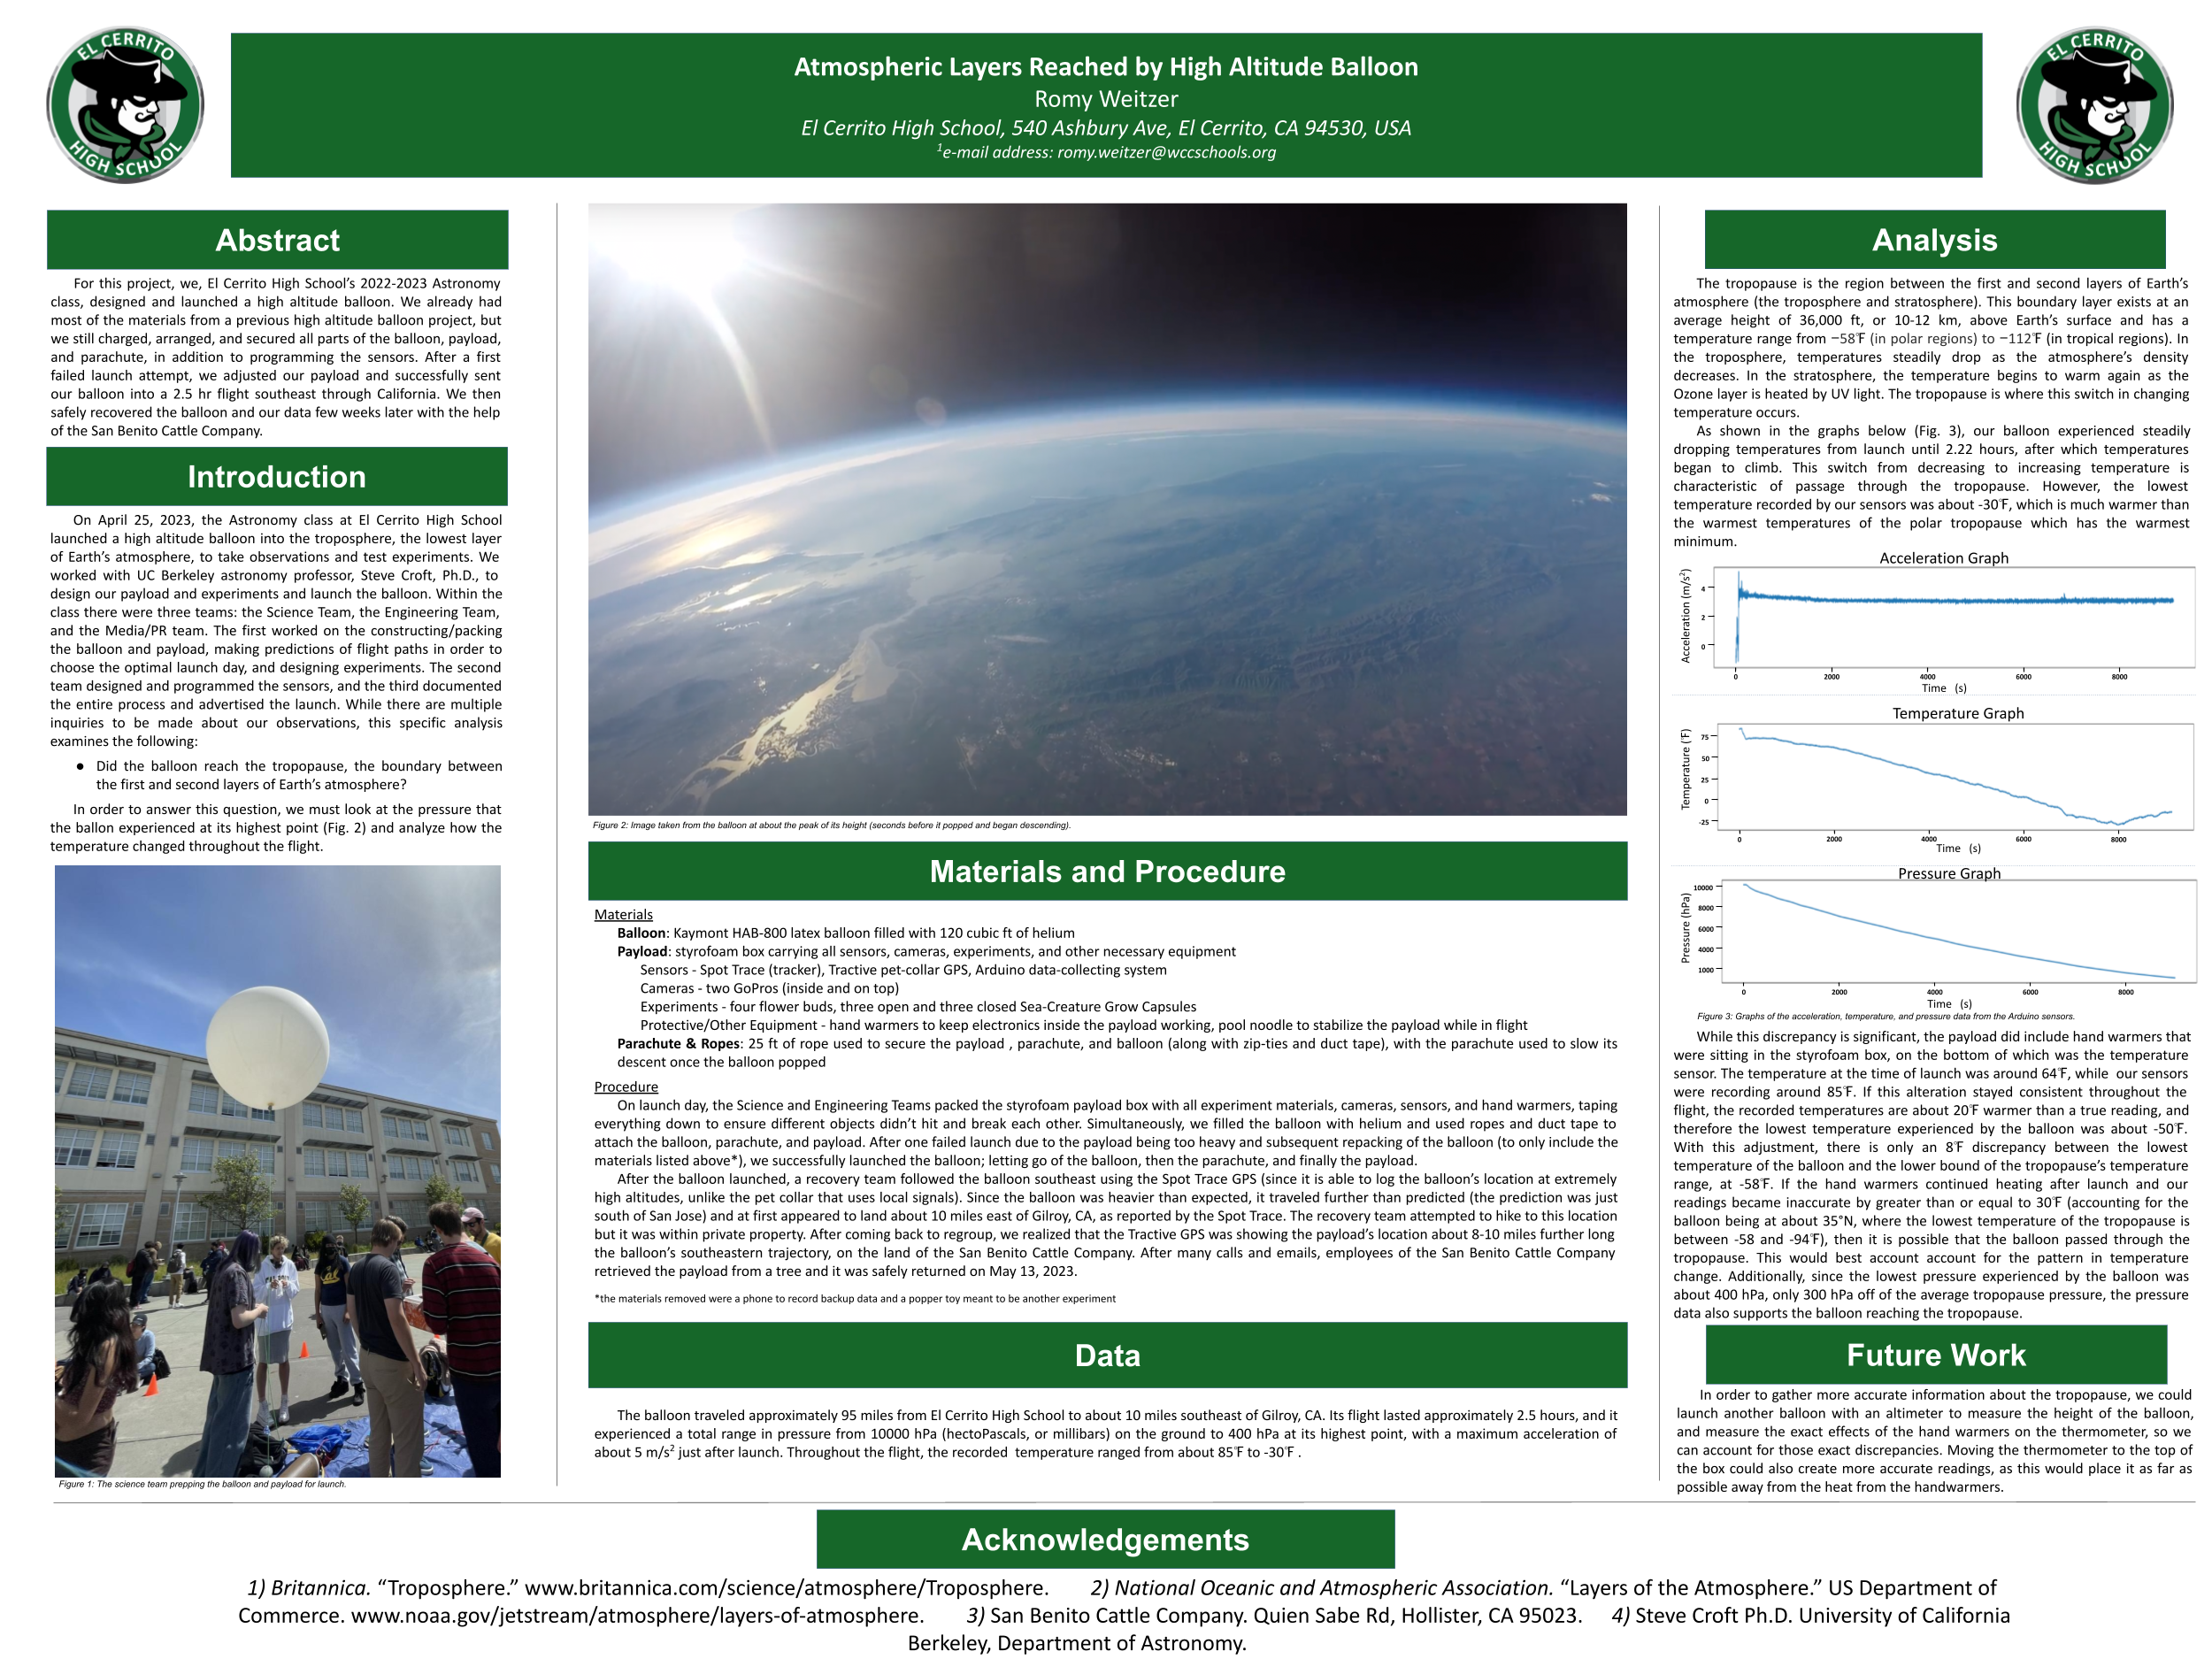 EL CERRITO
HIGH SCHOOL
Atmospheric Layers Reached by High Altitude Balloon
Romy Weitzer
El Cerrito High School, 540 Ashbury Ave, El Cerrito, CA 94530, USA
1e-mail address: romy.weitzer@wccschools.org
EL CERRITO
HIGH SCHOOL
Abstract
For this project, we, El Cerrito High School's 2022-2023 Astronomy
class, designed and launched a high altitude balloon. We already had
most of the materials from a previous high altitude balloon project, but
we still charged, arranged, and secured all parts of the balloon, payload,
and parachute, in addition to programming the sensors. After a first
failed launch attempt, we adjusted our payload and successfully sent
our balloon into a 2.5 hr flight southeast through California. We then
safely recovered the balloon and our data few weeks later with the help
of the San Benito Cattle Company.
Introduction
On April 25, 2023, the Astronomy class at El Cerrito High School
launched a high altitude balloon into the troposphere, the lowest layer
of Earth's atmosphere, to take observations and test experiments. We
worked with UC Berkeley astronomy professor, Steve Croft, Ph.D., to
design our payload and experiments and launch the balloon. Within the
class there were three teams: the Science Team, the Engineering Team,
and the Media/PR team. The first worked on the constructing/packing
the balloon and payload, making predictions of flight paths in order to
choose the optimal launch day, and designing experiments. The second
team designed and programmed the sensors, and the third documented
the entire process and advertised the launch. While there are multiple
inquiries to be made about our observations, this specific analysis
examines the following:
● Did the balloon reach the tropopause, the boundary between
the first and second layers of Earth's atmosphere?
In order to answer this question, we must look at the pressure that
the ballon experienced at its highest point (Fig. 2) and analyze how the
temperature changed throughout the flight.
Figure 1: The science team prepping the balloon and payload for launch.
Figure 2: Image taken from the balloon at about the peak of its height (seconds before it popped and began descending).
Materials and Procedure
Materials
Balloon: Kaymont HAB-800 latex balloon filled with 120 cubic ft of helium
Payload: styrofoam box carrying all sensors, cameras, experiments, and other necessary equipment
Sensors - Spot Trace (tracker), Tractive pet-collar GPS, Arduino data-collecting system
Cameras - two GoPros (inside and on top)
Experiments - four flower buds, three open and three closed Sea-Creature Grow Capsules
Protective/Other Equipment - hand warmers to keep electronics inside the payload working, pool noodle to stabilize the payload while in flight
Parachute & Ropes: 25 ft of rope used to secure the payload , parachute, and balloon (along with zip-ties and duct tape), with the parachute used to slow its
descent once the balloon popped
Procedure
On launch day, the Science and Engineering Teams packed the styrofoam payload box with all experiment materials, cameras, sensors, and hand warmers, taping
everything down to ensure different objects didn't hit and break each other. Simultaneously, we filled the balloon with helium and used ropes and duct tape to
attach the balloon, parachute, and payload. After one failed launch due to the payload being too heavy and subsequent repacking of the balloon (to only include the
materials listed above*), we successfully launched the balloon; letting go of the balloon, then the parachute, and finally the payload.
After the balloon launched, a recovery team followed the balloon southeast using the Spot Trace GPS (since it is able to log the balloon's location at extremely
high altitudes, unlike the pet collar that uses local signals). Since the balloon was heavier than expected, it traveled further than predicted (the prediction was just
south of San Jose) and at first appeared to land about 10 miles east of Gilroy, CA, as reported by the Spot Trace. The recovery team attempted to hike to this location
but it was within private property. After coming back to regroup, we realized that the Tractive GPS was showing the payload's location about 8-10 miles further long
the balloon's southeastern trajectory, on the land of the San Benito Cattle Company. After many calls and emails, employees of the San Benito Cattle Company
retrieved the payload from a tree and it was safely returned on May 13, 2023.
*the materials removed were a phone to record backup data and a popper toy meant to be another experiment
Data
The balloon traveled approximately 95 miles from El Cerrito High School to about 10 miles southeast of Gilroy, CA. Its flight lasted approximately 2.5 hours, and it
experienced a total range in pressure from 10000 hPa (hectoPascals, or millibars) on the ground to 400 hPa at its highest point, with a maximum acceleration of
about 5 m/s² just after launch. Throughout the flight, the recorded temperature ranged from about 85°F to -30°F .
Analysis
The tropopause is the region between the first and second layers of Earth's
atmosphere (the troposphere and stratosphere). This boundary layer exists at an
average height of 36,000 ft, or 10-12 km, above Earth's surface and has a
temperature range from −58°F (in polar regions) to −112°F (in tropical regions). In
the troposphere, temperatures steadily drop as the atmosphere's density
decreases. In the stratosphere, the temperature begins to warm again as the
Ozone layer is heated by UV light. The tropopause is where this switch in changing
temperature occurs.
As shown in the graphs below (Fig. 3), our balloon experienced steadily
dropping temperatures from launch until 2.22 hours, after which temperatures
began to climb. This switch from decreasing to increasing temperature is
characteristic of passage through the tropopause. However, the lowest
temperature recorded by our sensors was about -30°F, which is much warmer than
the warmest temperatures of the polar tropopause which has the warmest
minimum.
Acceleration Graph
Acceleration (m/s²)
4
2
0
0 2000 4000 6000 8000
Time (s)
Temperature Graph
Temperature (°F)
75
50
25
0
-25
0 2000 4000 6000 8000
Time (s)
Pressure Graph
Pressure (hPa)
10000
8000
6000
4000
1000
0 2000 4000 6000 8000
Time (s)
Figure 3: Graphs of the acceleration, temperature, and pressure data from the Arduino sensors.
While this discrepancy is significant, the payload did include hand warmers that
were sitting in the styrofoam box, on the bottom of which was the temperature
sensor. The temperature at the time of launch was around 64°F, while our sensors
were recording around 85°F. If this alteration stayed consistent throughout the
flight, the recorded temperatures are about 20°F warmer than a true reading, and
therefore the lowest temperature experienced by the balloon was about -50°F.
With this adjustment, there is only an 8°F discrepancy between the lowest
temperature of the balloon and the lower bound of the tropopause's temperature
range, at -58°F. If the hand warmers continued heating after launch and our
readings became inaccurate by greater than or equal to 30°F (accounting for the
balloon being at about 35°N, where the lowest temperature of the tropopause is
between -58 and -94°F), then it is possible that the balloon passed through the
tropopause. This would best account account for the pattern in temperature
change. Additionally, since the lowest pressure experienced by the balloon was
about 400 hPa, only 300 hPa off of the average tropopause pressure, the pressure
data also supports the balloon reaching the tropopause.
Future Work
In order to gather more accurate information about the tropopause, we could
launch another balloon with an altimeter to measure the height of the balloon,
and measure the exact effects of the hand warmers on the thermometer, so we
can account for those exact discrepancies. Moving the thermometer to the top of
the box could also create more accurate readings, as this would place it as far as
possible away from the heat from the handwarmers.
Acknowledgements
1) Britannica. “Troposphere.” www.britannica.com/science/atmosphere/Troposphere. 2) National Oceanic and Atmospheric Association. “Layers of the Atmosphere.” US Department of
Commerce. www.noaa.gov/jetstream/atmosphere/layers-of-atmosphere. 3) San Benito Cattle Company. Quien Sabe Rd, Hollister, CA 95023. 4) Steve Croft Ph.D. University of California
Berkeley, Department of Astronomy.